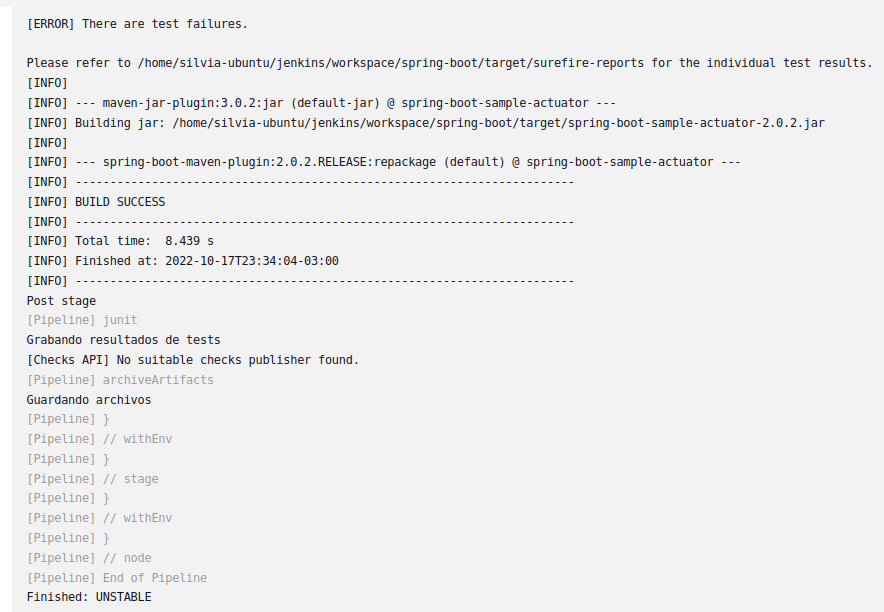 [ERROR] There are test failures.
Please refer to /home/silvia-ubuntu/jenkins/workspace/spring-boot/target/surefire-reports for the individual test results.
[INFO]
[INFO] --- maven-jar-plugin:3.0.2:jar (default-jar) @ spring-boot-sample-actuator ---
[INFO] Building jar: /home/silvia-ubuntu/jenkins/workspace/spring-boot/target/spring-boot-sample-actuator-2.0.2.jar
[INFO]
[INFO] --- spring-boot-maven-plugin:2.0.2.RELEASE:repackage (default) @ spring-boot-sample-actuator ---
[INFO] ------------------------------------------------------------------------
[INFO] BUILD SUCCESS
[INFO] ------------------------------------------------------------------------
[INFO] Total time:  8.439 s
[INFO] Finished at: 2022-10-17T23:34:04-03:00
[INFO] ------------------------------------------------------------------------
Post stage
[Pipeline] junit
Grabando resultados de tests
[Checks API] No suitable checks publisher found.
[Pipeline] archiveArtifacts
Guardando archivos
[Pipeline] }
[Pipeline] // withEnv
[Pipeline] }
[Pipeline] // stage
[Pipeline] }
[Pipeline] // withEnv
[Pipeline] }
[Pipeline] // node
[Pipeline] End of Pipeline
Finished: UNSTABLE